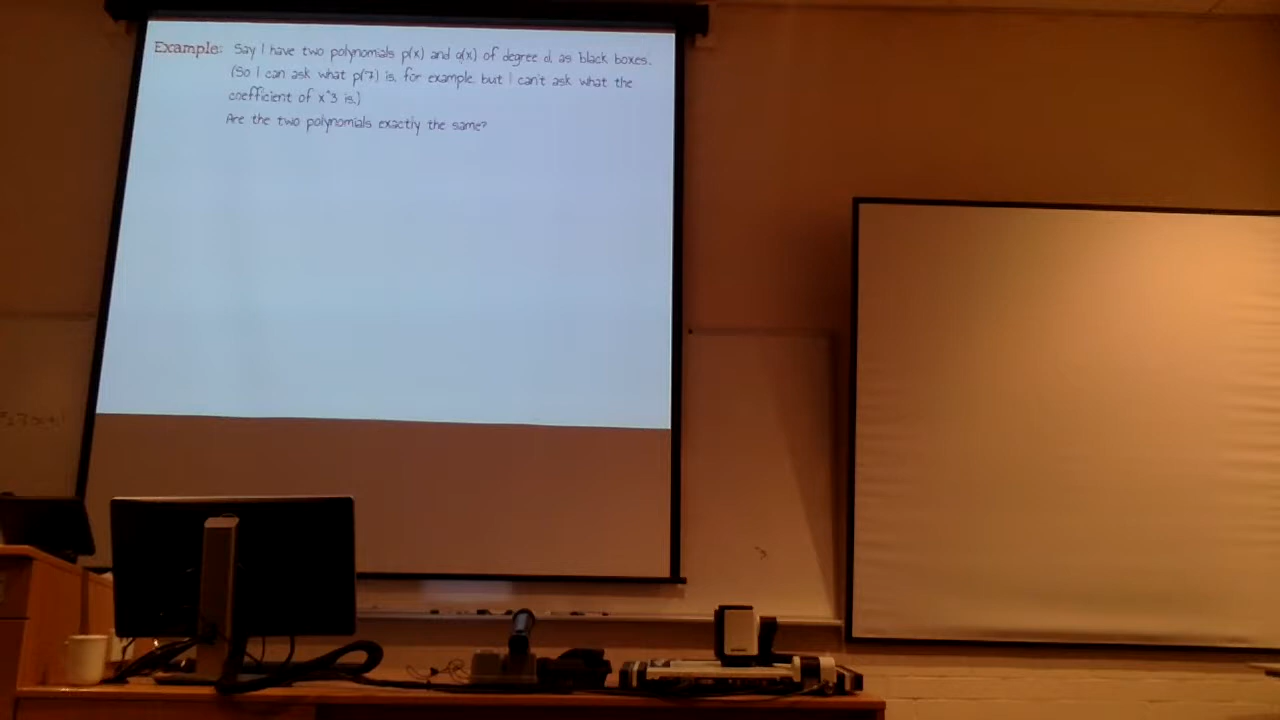 Example: Say I have two polynomials p(x) and q(x) of degree d, as black boxes.
(So I can ask what p(7) is, for example, but I can't ask what the
coefficient of x^3 is.)
Are the two polynomials exactly the same?